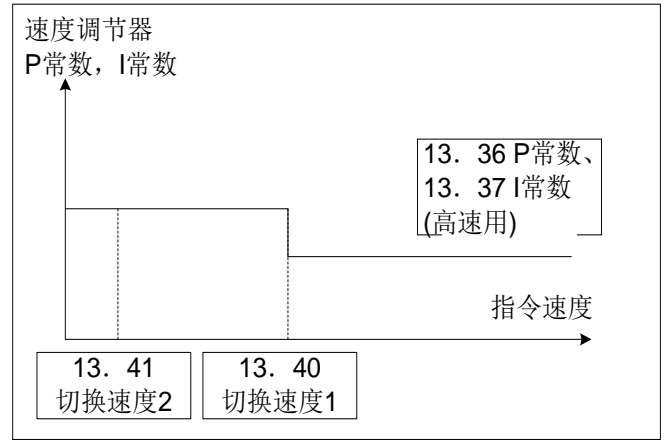 速度调节器
P常数，I常数
13．36 P常数、
13．37 I常数
(高速用)
指令速度
13．41
切换速度2
13．40
切换速度1